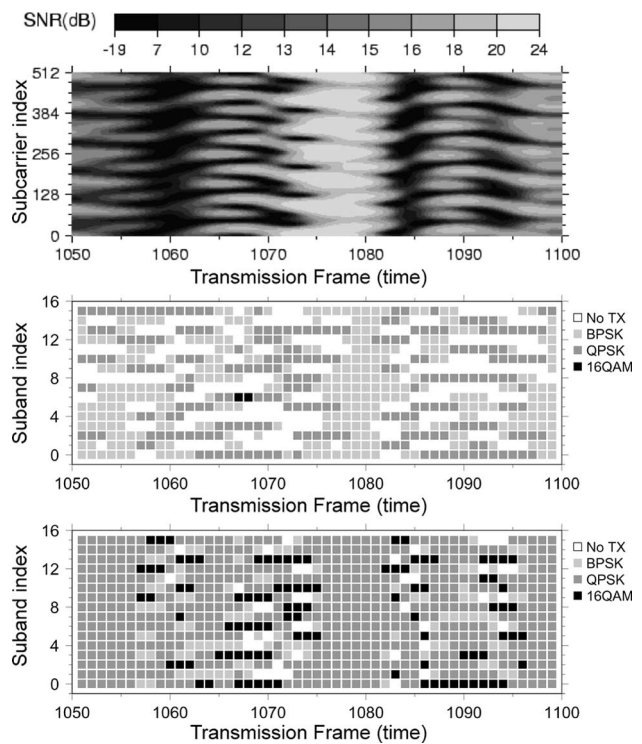 SNR(dB)
-19 7 10 12 13 14 15 16 18 20 24
Subcarrier index
512
384
256
128
0
1050 1060 1070 1080 1090 1100
Transmission Frame (time)
Suband index
16
12
8
4
0
No TX
BPSK
QPSK
16QAM
1050 1060 1070 1080 1090 1100
Transmission Frame (time)
Suband index
16
12
8
4
0
No TX
BPSK
QPSK
16QAM
1050 1060 1070 1080 1090 1100
Transmission Frame (time)